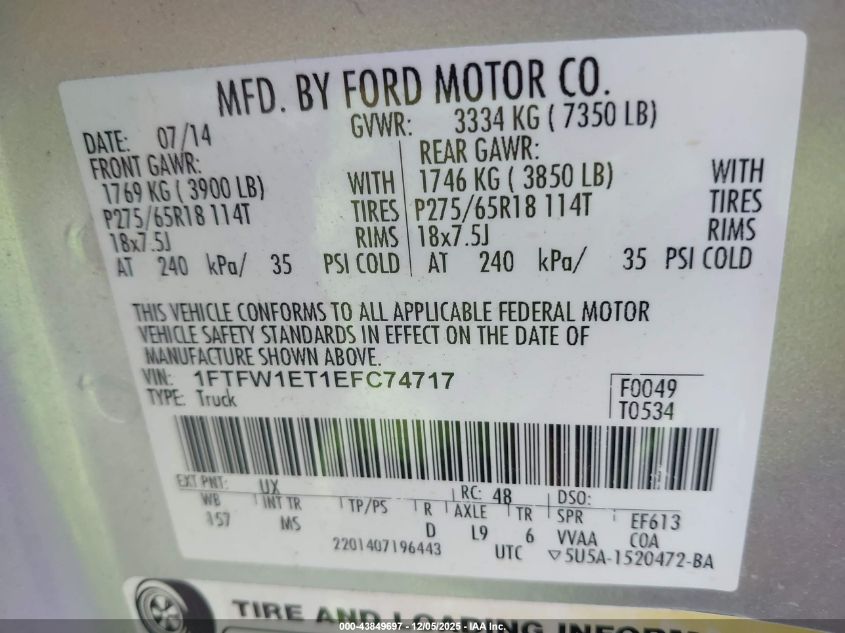 MFD. BY FORD MOTOR CO.
DATE: 07/14 GVWR: 3334 KG ( 7350 LB)
FRONT GAWR: REAR GAWR:
1769 KG ( 3900 LB) WITH 1746 KG ( 3850 LB) WITH
P275/65R18 114T TIRES P275/65R18 114T TIRES
18x7.5J RIMS 18x7.5J RIMS
AT 240 kPa/ 35 PSI COLD AT 240 kPa/ 35 PSI COLD
THIS VEHICLE CONFORMS TO ALL APPLICABLE FEDERAL MOTOR
VEHICLE SAFETY STANDARDS IN EFFECT ON THE DATE OF
MANUFACTURE SHOWN ABOVE.
VIN: 1FTFW1ET1EFC74717 F0049
TYPE: Truck T0534
EXT PNT: UX RC: 48 DSO:
WB INT TR TP/PS R AXLE TR SPR EF613
157 MS D L9 6 VVAA COA
2201407196443 UTC ▽5U5A-1520472-BA
TIRE AND LOADING INFORMATION
000-43849697 - 12/05/2025 - IAA Inc.